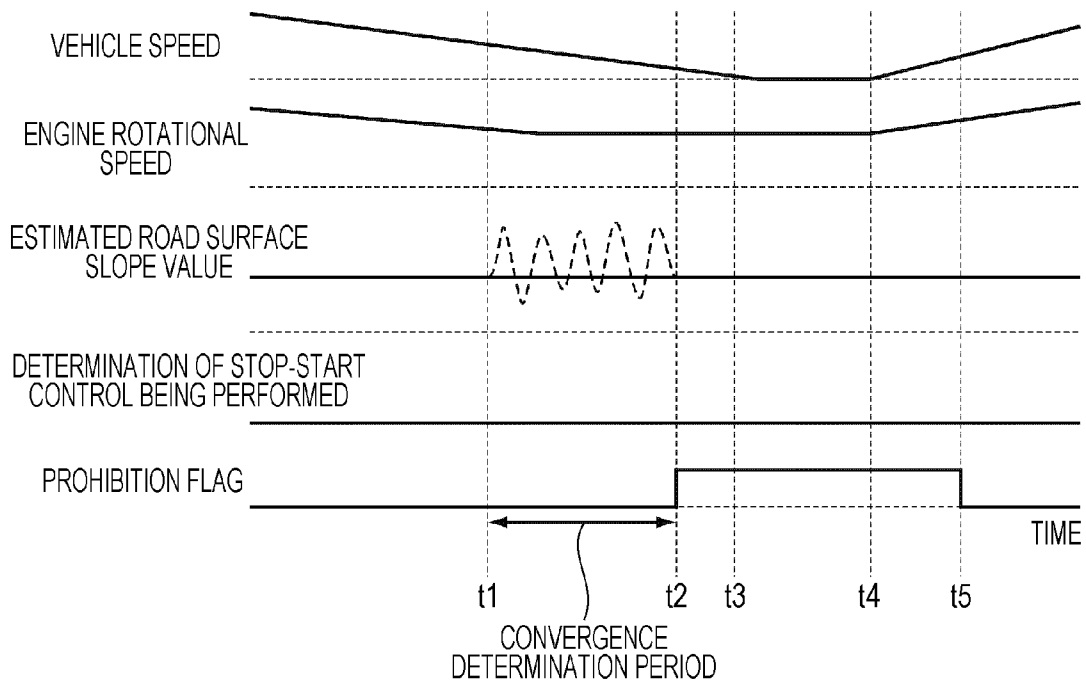 VEHICLE SPEED
ENGINE ROTATIONAL
SPEED
ESTIMATED ROAD SURFACE
SLOPE VALUE
DETERMINATION OF STOP-START
CONTROL BEING PERFORMED
PROHIBITION FLAG
TIME
t1 t2 t3 t4 t5
CONVERGENCE
DETERMINATION PERIOD